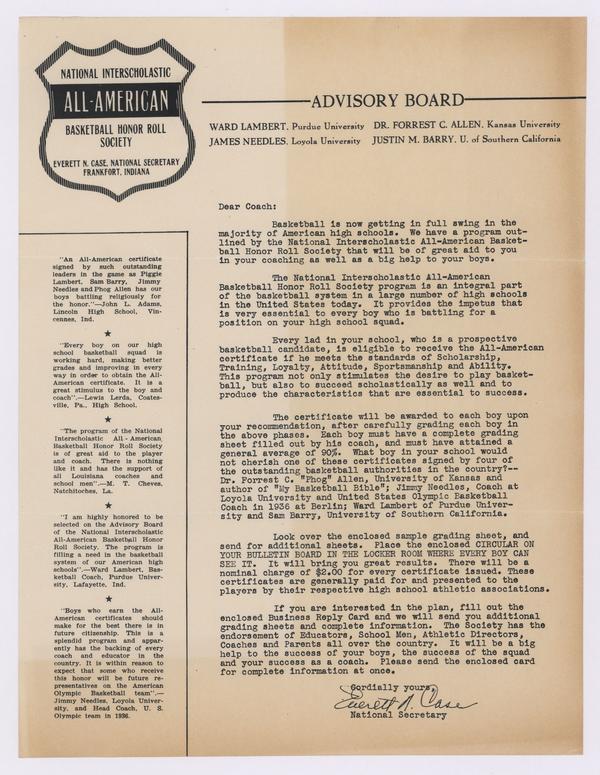 NATIONAL INTERSCHOLASTIC
ALL-AMERICAN
BASKETBALL HONOR ROLL
SOCIETY
EVERETT N. CASE, NATIONAL SECRETARY
FRANKFORT, INDIANA
ADVISORY BOARD
WARD LAMBERT, Purdue University DR. FORREST C. ALLEN, Kansas University
JAMES NEEDLES, Loyola University JUSTIN M. BARRY, U. of Southern California
"An All-American certificate
signed by such outstanding
leaders in the game as Piggie
Lambert, Sam Barry, Jimmy
Needles and Phog Allen has our
boys battling religiously for
the honor."—John L. Adams,
Lincoln High School, Vin-
cennes, Ind.
"Every boy on our high
school basketball squad is
working hard, making better
grades and improving in every
way in order to obtain the All-
American certificate. It is a
great stimulus to the boy and
coach".—Lewis Lerda, Coates-
ville, Pa., High School.
"The program of the National
Interscholastic All-American
Basketball Honor Roll Society
is of great aid to the player
and coach. There is nothing
like it and has the support of
all Louisiana coaches and
school men".—M. T. Cheves,
Natchitoches, La.
"I am highly honored to be
selected on the Advisory Board
of the National Interscholastic
All-American Basketball Honor
Roll Society. The program is
filling a need in the basketball
system of our American high
schools".—Ward Lambert, Bas-
ketball Coach, Purdue Univer-
sity, Lafayette, Ind.
"Boys who earn the All-
American certificates should
make for the best there is in
future citizenship. This is a
splendid program and appar-
ently has the backing of every
coach and educator in the
country. It is within reason to
expect that some who receive
this honor will be future re-
presentatives on the American
Olympic Basketball team".—
Jimmy Needles, Loyola Univer-
sity, and Head Coach, U. S.
Olympic team in 1936.
Dear Coach:
Basketball is now getting in full swing in the
majority of American high schools. We have a program out-
lined by the National Interscholastic All-American Basket-
ball Honor Roll Society that will be of great aid to you
in your coaching as well as a big help to your boys.
The National Interscholastic All-American
Basketball Honor Roll Society program is an integral part
of the basketball system in a large number of high schools
in the United States today. It provides the impetus that
is very essential to every boy who is battling for a
position on your high school squad.
Every lad in your school, who is a prospective
basketball candidate, is eligible to receive the All-American
certificate if he meets the standards of Scholarship,
Training, Loyalty, Attitude, Sportsmanship and Ability.
This program not only stimulates the desire to play basket-
ball, but also to succeed scholastically as well and to
produce the characteristics that are essential to success.
The certificate will be awarded to each boy upon
your recommendation, after carefully grading each boy in
the above phases. Each boy must have a complete grading
sheet filled out by his coach, and must have attained a
general average of 90%. What boy in your school would
not cherish one of these certificates signed by four of
the outstanding basketball authorities in the country?--
Dr. Forrest C. "Phog" Allen, University of Kansas and
author of "My Basketball Bible"; Jimmy Needles, Coach at
Loyola University and United States Olympic Basketball
Coach in 1936 at Berlin; Ward Lambert of Purdue Univer-
sity and Sam Barry, University of Southern California.
Look over the enclosed sample grading sheet, and
send for additional sheets. Place the enclosed CIRCULAR ON
YOUR BULLETIN BOARD IN THE LOCKER ROOM WHERE EVERY BOY CAN
SEE IT. It will bring you great results. There will be a
nominal charge of $2.00 for every certificate issued. These
certificates are generally paid for and presented to the
players by their respective high school athletic associations.
If you are interested in the plan, fill out the
enclosed Business Reply Card and we will send you additional
grading sheets and complete information. The Society has the
endorsement of Educators, School Men, Athletic Directors,
Coaches and Parents all over the country. It will be a big
help to the success of your boys, the success of the squad
and your success as a coach. Please send the enclosed card
for complete information at once.
Cordially yours,
Everett N. Case
National Secretary